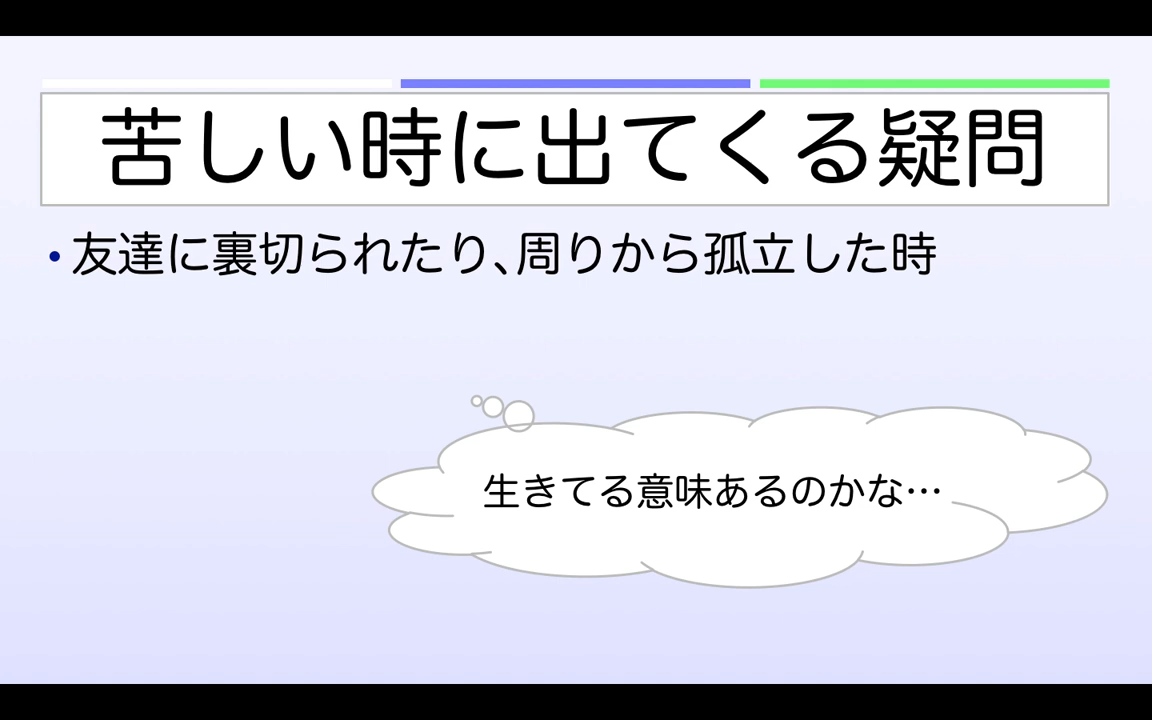 苦しい時に出てくる疑問
•友達に裏切られたり、周りから孤立した時
生きてる意味あるのかな…